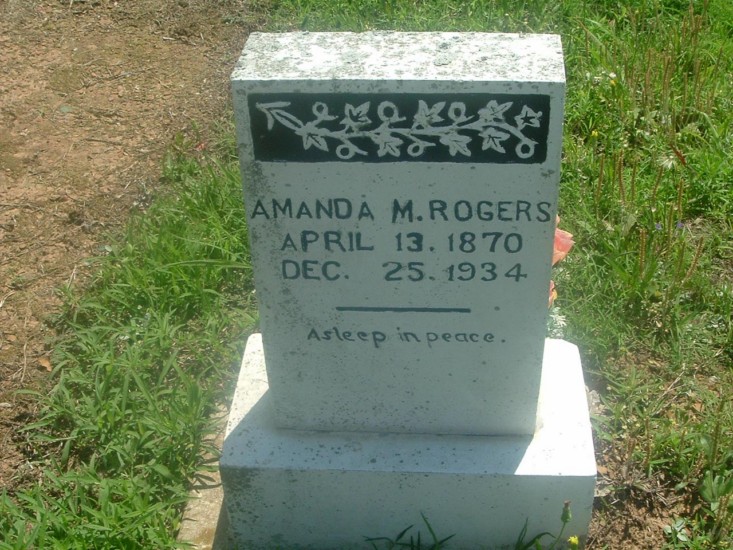 AMANDA M. ROGERS
APRIL 13. 1870
DEC. 25. 1934
Asleep in peace.